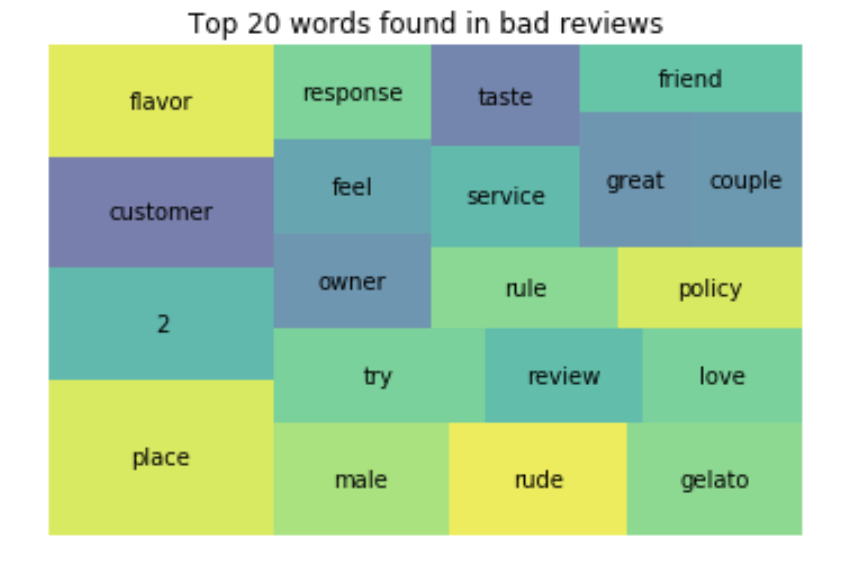 Top 20 words found in bad reviews
flavor
response
taste
friend
customer
feel
service
great
couple
2
owner
rule
policy
try
review
love
place
male
rude
gelato